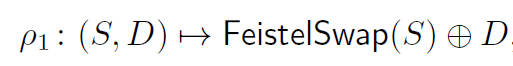 ρ₁: (S, D) ↦ FeistelSwap(S) ⊕ D,